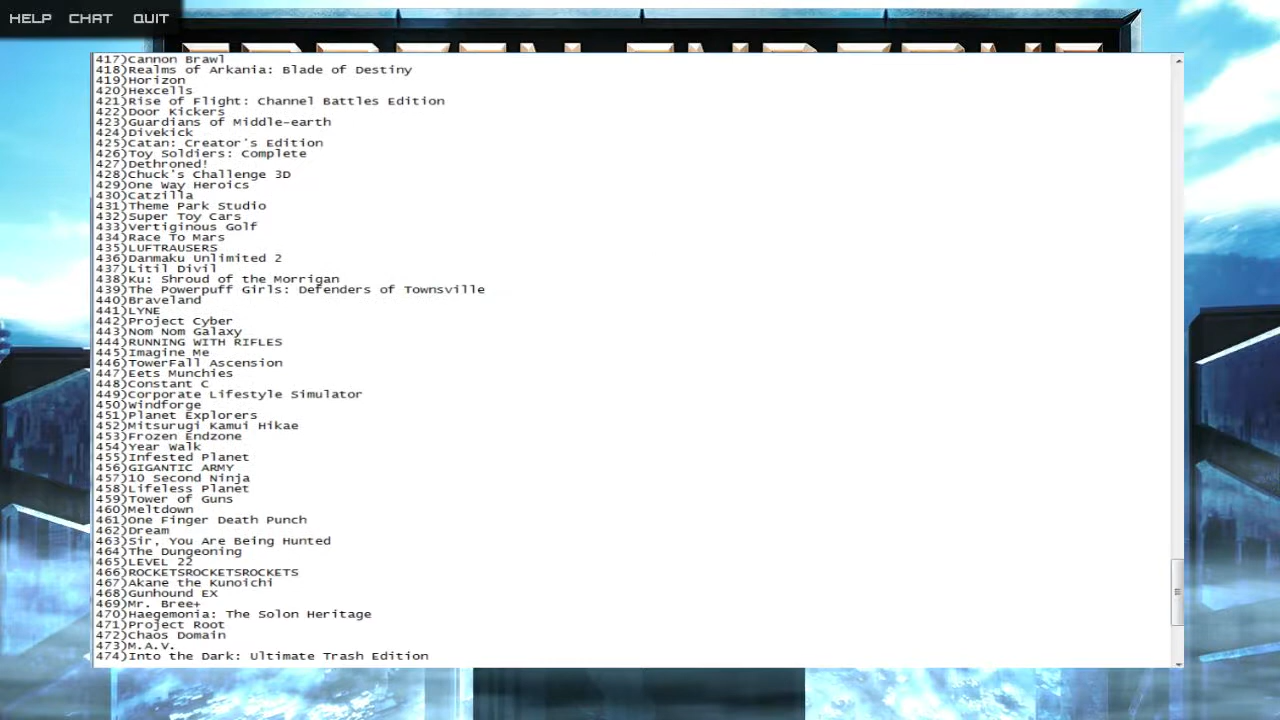 HELP CHAT QUIT
417)Cannon Brawl
418)Realms of Arkania: Blade of Destiny
419)Horizon
420)Hexcells
421)Rise of Flight: Channel Battles Edition
422)Door Kickers
423)Guardians of Middle-earth
424)Divekick
425)Catan: Creator's Edition
426)Toy Soldiers: Complete
427)Dethroned!
428)Chuck's Challenge 3D
429)One Way Heroics
430)Catzilla
431)Theme Park Studio
432)Super Toy Cars
433)Vertiginous Golf
434)Race To Mars
435)LUFTRAUSERS
436)Danmaku Unlimited 2
437)Litil Divil
438)Ku: Shroud of the Morrigan
439)The Powerpuff Girls: Defenders of Townsville
440)Braveland
441)LYNE
442)Project Cyber
443)Nom Nom Galaxy
444)RUNNING WITH RIFLES
445)Imagine Me
446)TowerFall Ascension
447)Eets Munchies
448)Constant C
449)Corporate Lifestyle Simulator
450)Windforge
451)Planet Explorers
452)Mitsurugi Kamui Hikae
453)Frozen Endzone
454)Year Walk
455)Infested Planet
456)GIGANTIC ARMY
457)10 Second Ninja
458)Lifeless Planet
459)Tower of Guns
460)Meltdown
461)One Finger Death Punch
462)Dream
463)Sir, You Are Being Hunted
464)The Dungeoning
465)LEVEL 22
466)ROCKETSROCKETSROCKETS
467)Akane the Kunoichi
468)Gunhound EX
469)Mr. Bree+
470)Haegemonia: The Solon Heritage
471)Project Root
472)Chaos Domain
473)M.A.V.
474)Into the Dark: Ultimate Trash Edition